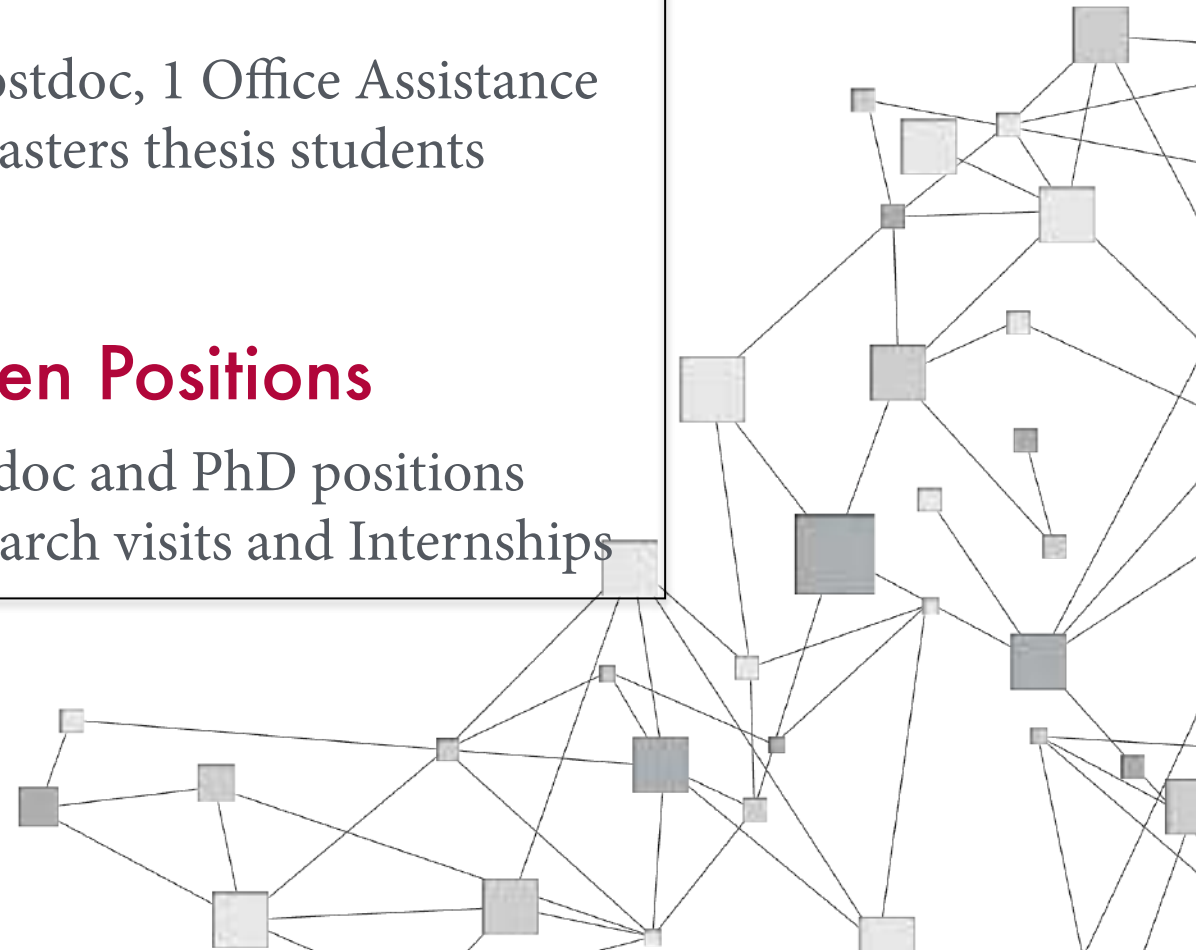 ostdoc, 1 Office Assistance
asters thesis students
en Positions
doc and PhD positions
arch visits and Internships